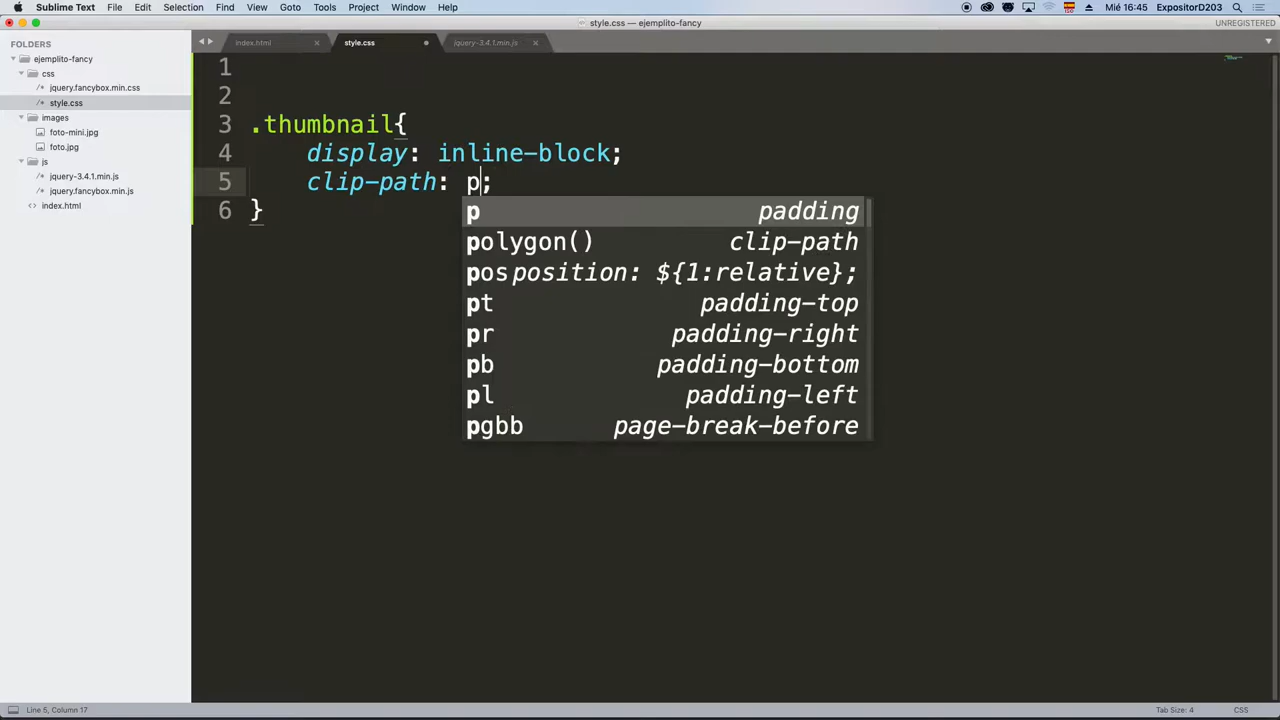 Sublime Text File Edit Selection Find View Goto Tools Project Window Help Mié 16:45 ExpositorD203
style.css — ejemplito-fancy UNREGISTERED
FOLDERS
ejemplito-fancy
css
/* jquery.fancybox.min.css
/* style.css
images
foto-mini.jpg
foto.jpg
js
/* jquery-3.4.1.min.js
/* jquery.fancybox.min.js
<> index.html
index.html × style.css jquery-3.4.1.min.js ×
1
2
3 .thumbnail{
4 display: inline-block;
5 clip-path: p;
6 }
p padding
polygon() clip-path
pos position: ${1:relative};
pt padding-top
pr padding-right
pb padding-bottom
pl padding-left
pgbb page-break-before
Line 5, Column 17 Tab Size: 4 CSS